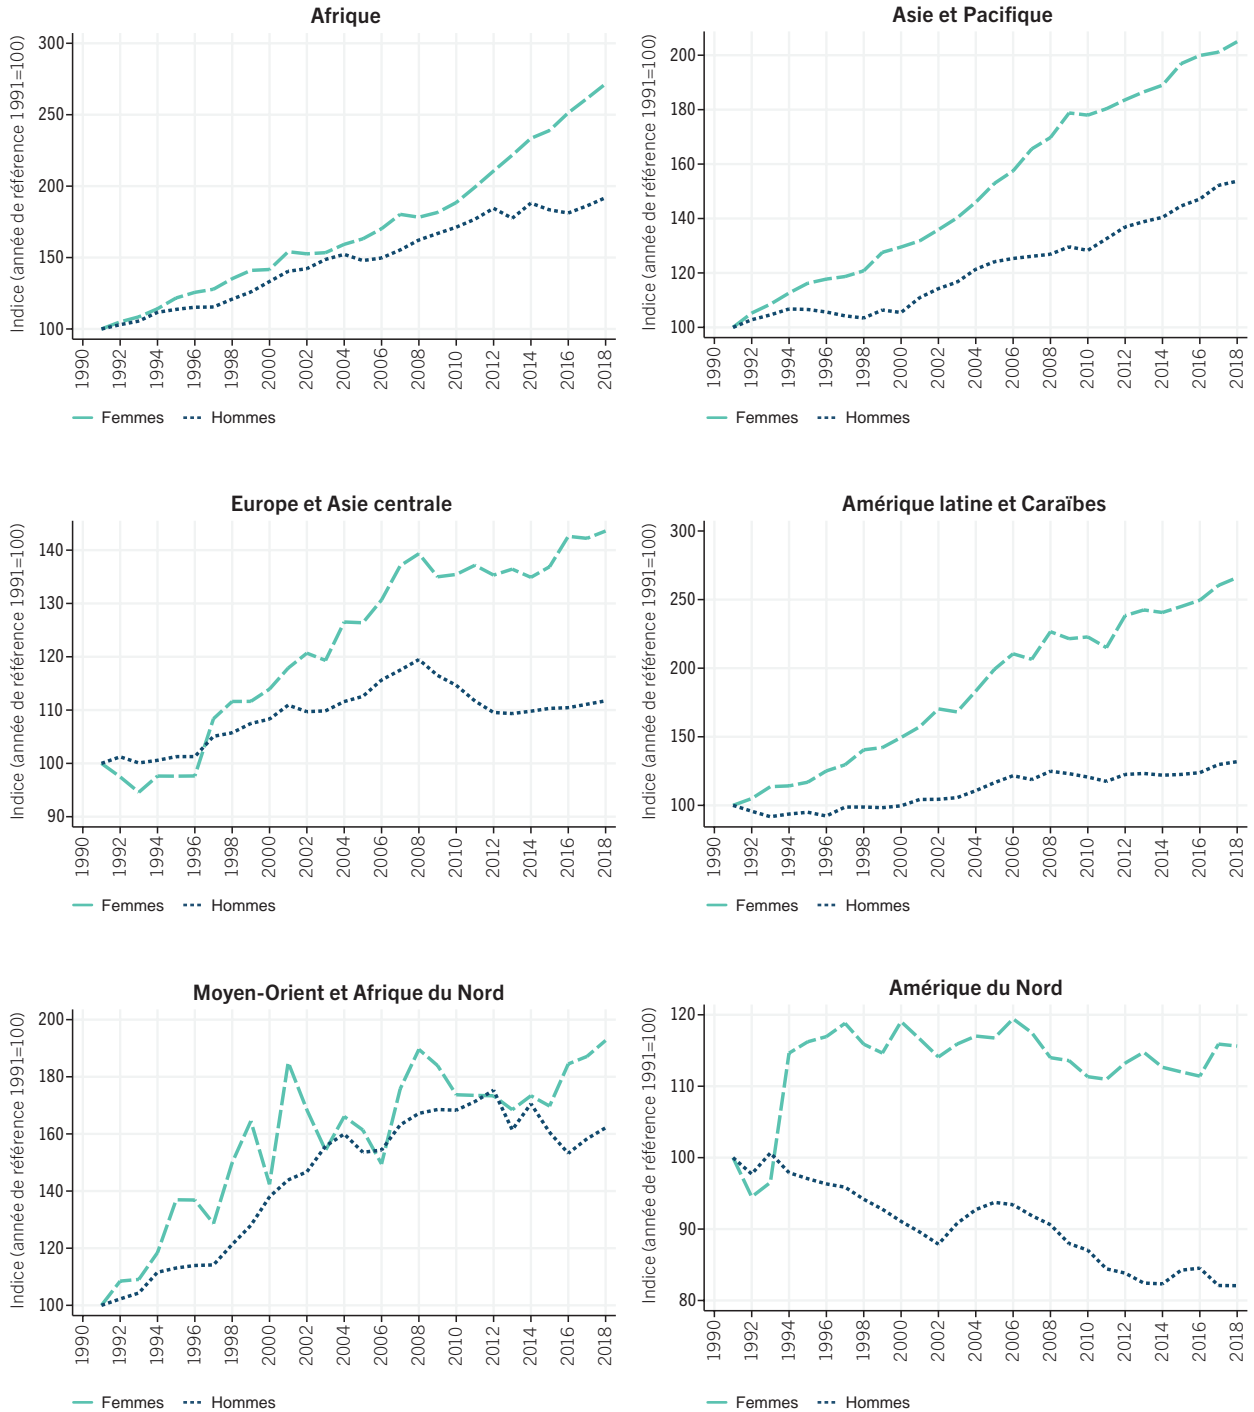 Afrique
Indice (année de référence 1991=100)
300
250
200
150
100
1990 1992 1994 1996 1998 2000 2002 2004 2006 2008 2010 2012 2014 2016 2018
Femmes Hommes
Asie et Pacifique
Indice (année de référence 1991=100)
200
180
160
140
120
100
1990 1992 1994 1996 1998 2000 2002 2004 2006 2008 2010 2012 2014 2016 2018
Femmes Hommes
Europe et Asie centrale
Indice (année de référence 1991=100)
140
130
120
110
100
90
1990 1992 1994 1996 1998 2000 2002 2004 2006 2008 2010 2012 2014 2016 2018
Femmes Hommes
Amérique latine et Caraïbes
Indice (année de référence 1991=100)
300
250
200
150
100
1990 1992 1994 1996 1998 2000 2002 2004 2006 2008 2010 2012 2014 2016 2018
Femmes Hommes
Moyen-Orient et Afrique du Nord
Indice (année de référence 1991=100)
200
180
160
140
120
100
1990 1992 1994 1996 1998 2000 2002 2004 2006 2008 2010 2012 2014 2016 2018
Femmes Hommes
Amérique du Nord
Indice (année de référence 1991=100)
120
110
100
90
80
1990 1992 1994 1996 1998 2000 2002 2004 2006 2008 2010 2012 2014 2016 2018
Femmes Hommes